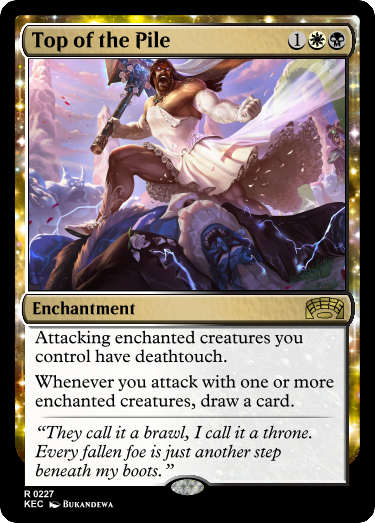 Top of the Pile 1
Enchantment
Attacking enchanted creatures you
control have deathtouch.
Whenever you attack with one or more
enchanted creatures, draw a card.
“They call it a brawl, I call it a throne.
Every fallen foe is just another step
beneath my boots.”
R 0227
KEC Bukandewa